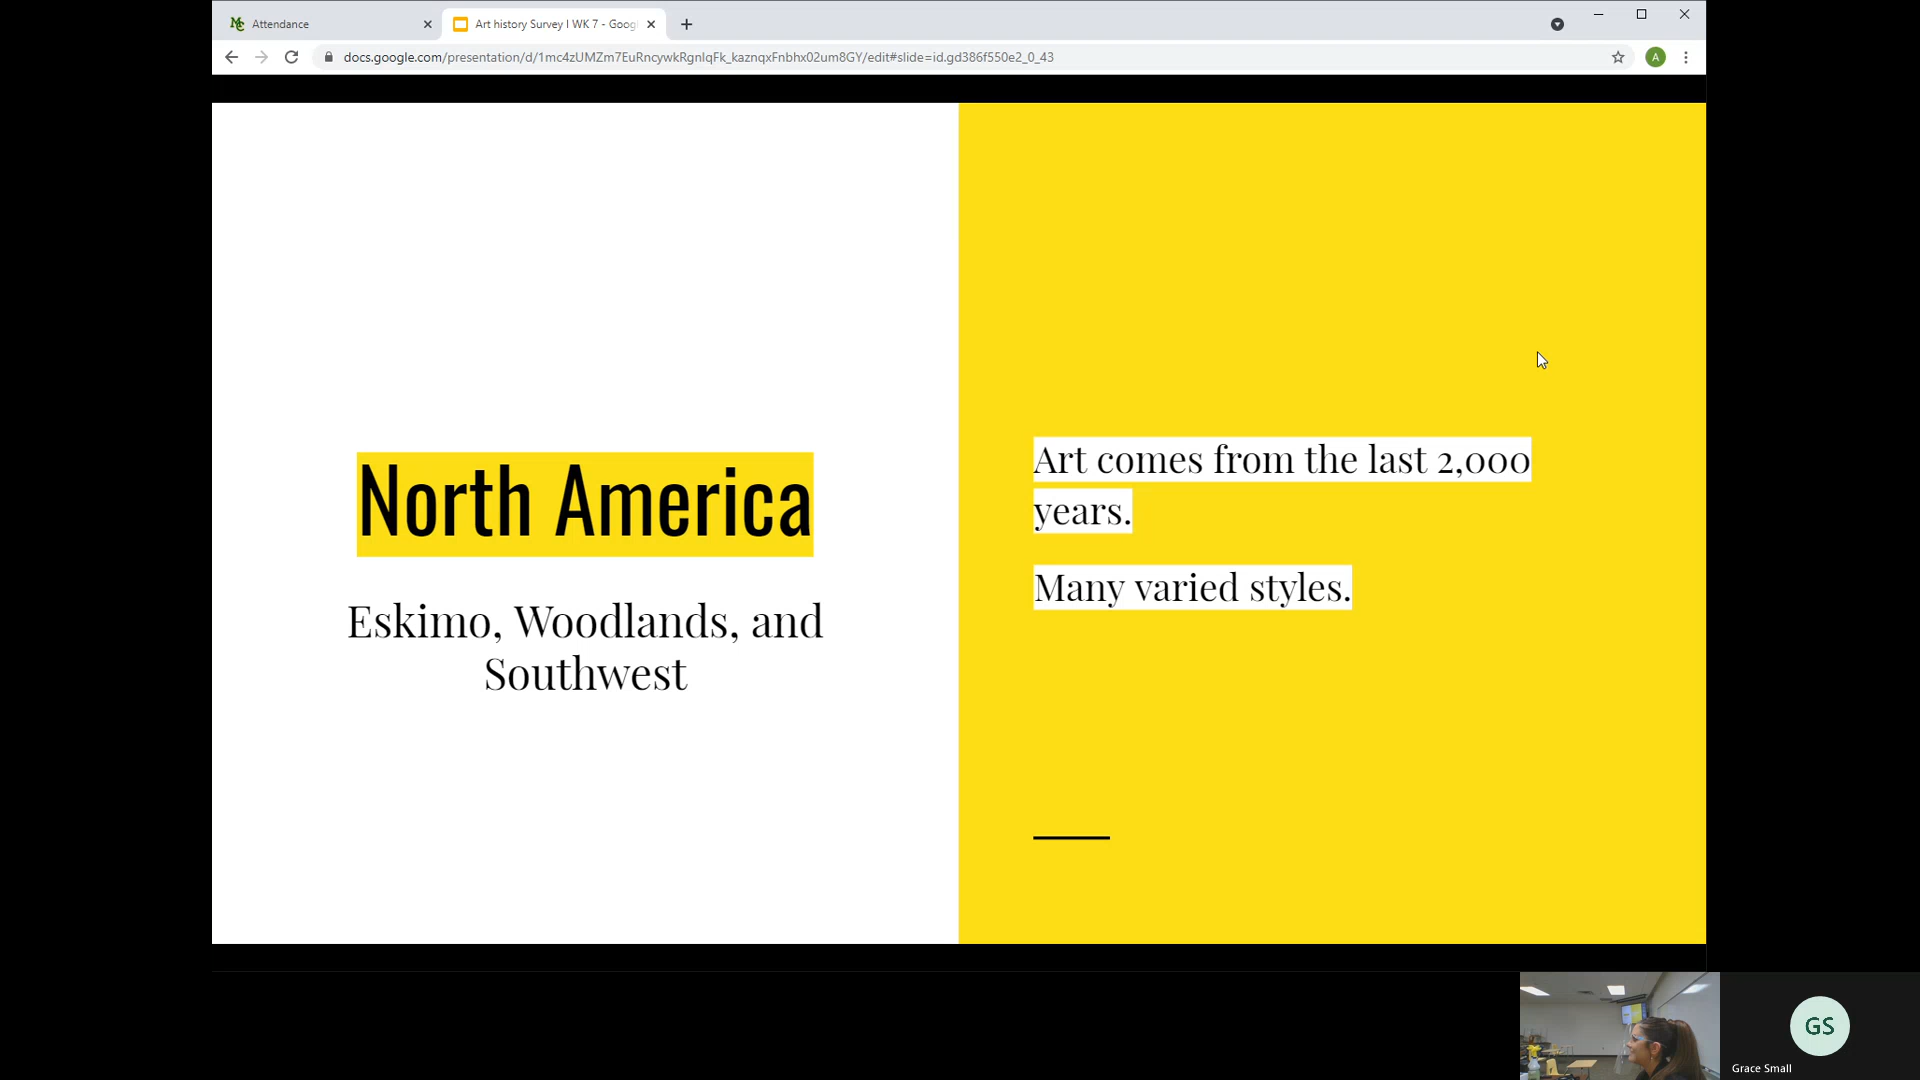 Attendance
Art history Survey I WK 7 - Goog
docs.google.com/presentation/d/1mc4zUMZm7EuRncywkRgnlqFk_kaznqxFnbhx02um8GY/edit#slide=id.gd386f550e2_0_43
A
North America
Eskimo, Woodlands, and
Southwest
Art comes from the last 2,000
years.
Many varied styles.
GS
Grace Small